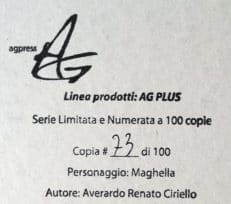 agpress AG
Linea prodotti: AG PLUS
Serie Limitata e Numerata a 100 copie
Copia # 73 di 100
Personaggio: Maghella
Autore: Averardo Renato Ciriello